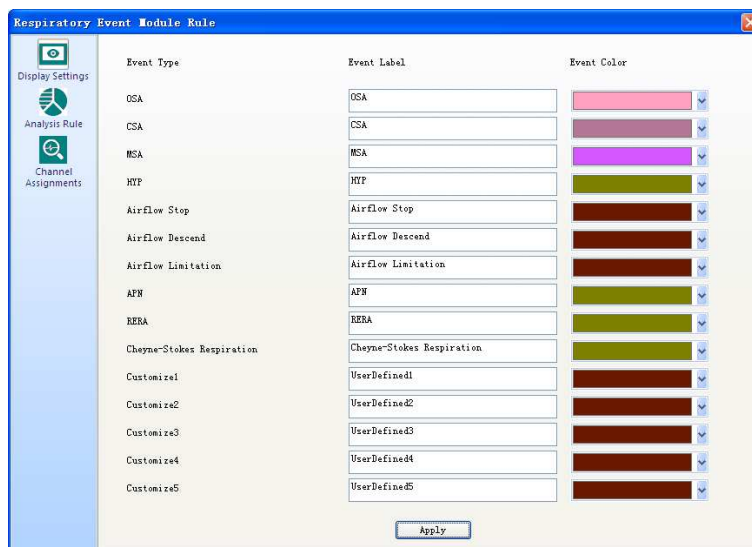 Respiratory Event Module Rule
Display Settings
Analysis Rule
Channel
Assignments
Event Type Event Label Event Color
OSA OSA
CSA CSA
MSA MSA
HYP HYP
Airflow Stop Airflow Stop
Airflow Descend Airflow Descend
Airflow Limitation Airflow Limitation
APN APN
RERA RERA
Cheyne-Stokes Respiration Cheyne-Stokes Respiration
Customize1 UserDefined1
Customize2 UserDefined2
Customize3 UserDefined3
Customize4 UserDefined4
Customize5 UserDefined5
Apply